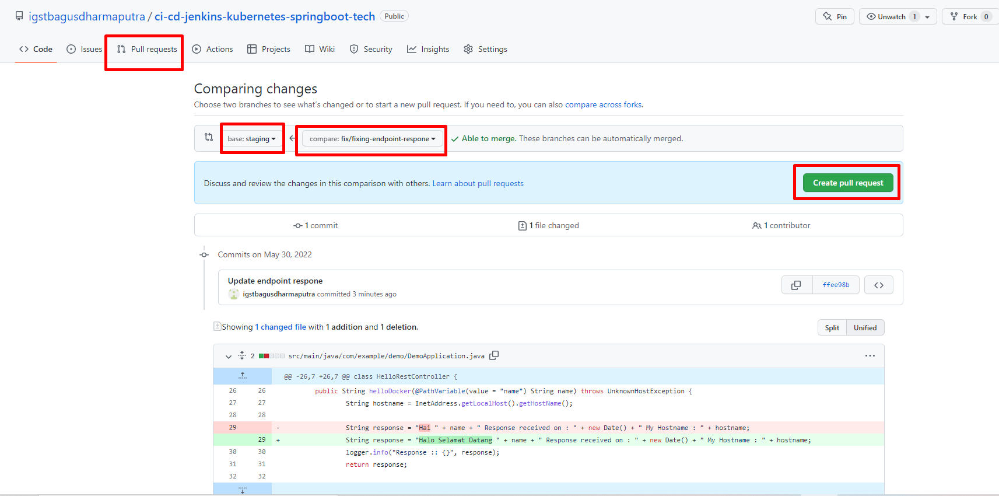 igstbagusdharmaputra / ci-cd-jenkins-kubernetes-springboot-tech Public Pin Unwatch 1 Fork 0
Code Issues Pull requests Actions Projects Wiki Security Insights Settings
Comparing changes
Choose two branches to see what's changed or to start a new pull request. If you need to, you can also compare across forks.
base: staging compare: fix/fixing-endpoint-respone Able to merge. These branches can be automatically merged.
Discuss and review the changes in this comparison with others. Learn about pull requests Create pull request
1 commit 1 file changed 1 contributor
Commits on May 30, 2022
Update endpoint respone
igstbagusdharmaputra committed 3 minutes ago ffee98b
Showing 1 changed file with 1 addition and 1 deletion. Split Unified
2 src/main/java/com/example/demo/DemoApplication.java
@@ -26,7 +26,7 @@ class HelloRestController {
26 26 public String helloDocker(@PathVariable(value = "name") String name) throws UnknownHostException {
27 27 String hostname = InetAddress.getLocalHost().getHostName();
28 28
29 - String response = "Hai " + name + " Response received on : " + new Date() + " My Hostname : " + hostname;
29 + String response = "Halo Selamat Datang " + name + " Response received on : " + new Date() + " My Hostname : " + hostname;
30 30 logger.info("Response :: {}", response);
31 31 return response;
32 32